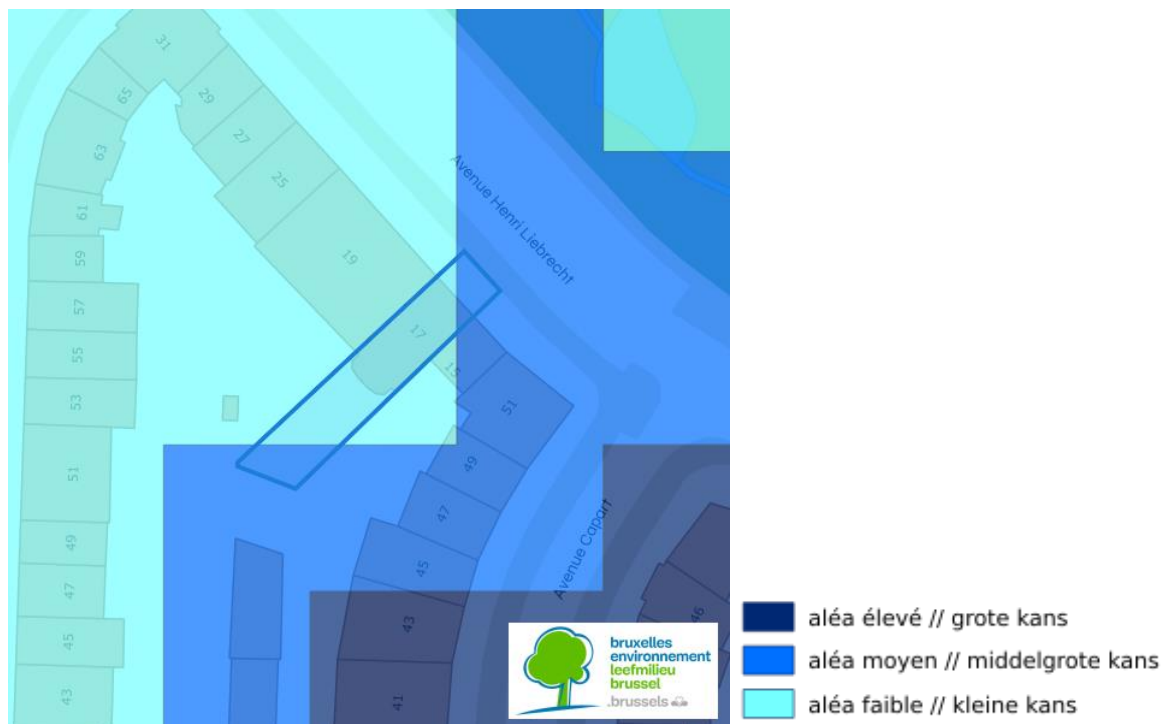 31
65
29
63
27
25
61
19
59
57
17
55
15
53
51
51
49
49
47
47
45
45
43
43
41
46
Avenue Henri Liebrecht
Avenue Capart
bruxelles
environnement
leefmilieu
brussel
.brussels
aléa élevé // grote kans
aléa moyen // middelgrote kans
aléa faible // kleine kans